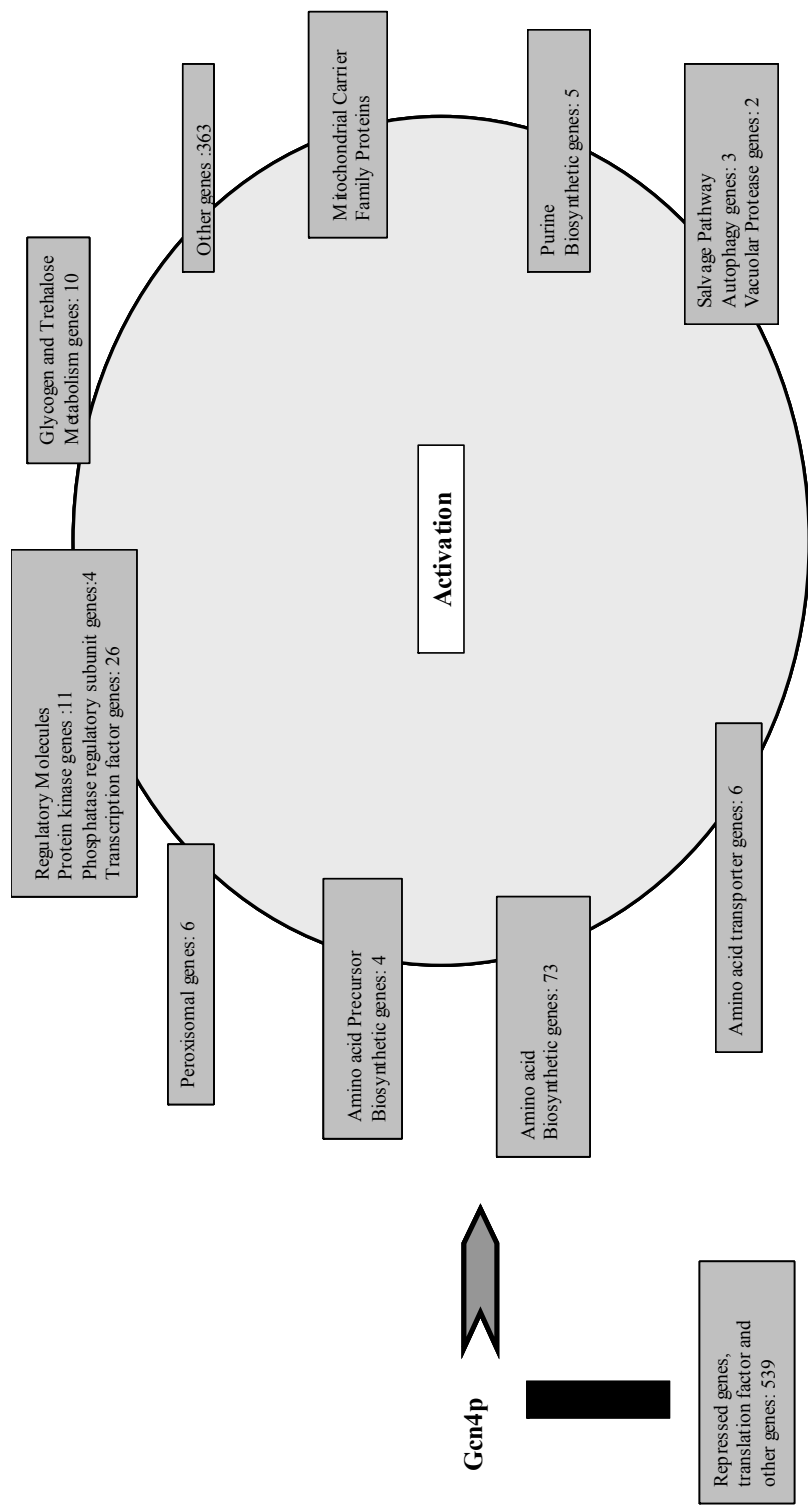 Regulatory Molecules
Protein kinase genes :11
Phosphatase regulatory subunit genes:4
Transcription factor genes: 26
Glycogen and Trehalose
Metabolism genes: 10
Peroxisomal genes: 6
Other genes :363
Amino acid Precursor
Biosynthetic genes: 4
Mitochondrial Carrier
Family Proteins
Activation
Gcn4p
Amino acid
Biosynthetic genes: 73
Purine
Biosynthetic genes: 5
Repressed genes,
translation factor and
other genes: 539
Amino acid transporter genes: 6
Salvage Pathway
Autophagy genes: 3
Vacuolar Protease genes: 2